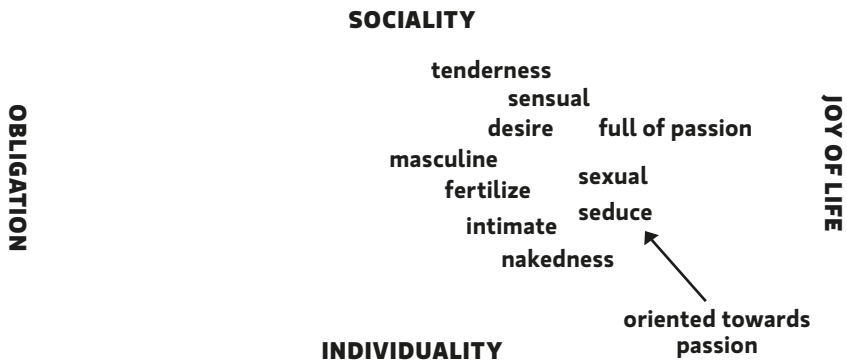 SOCIALITY
tenderness
sensual
desire
full of passion
masculine
sexual
fertilize
seduce
intimate
nakedness
OBLIGATION
JOY OF LIFE
oriented towards
passion
INDIVIDUALITY